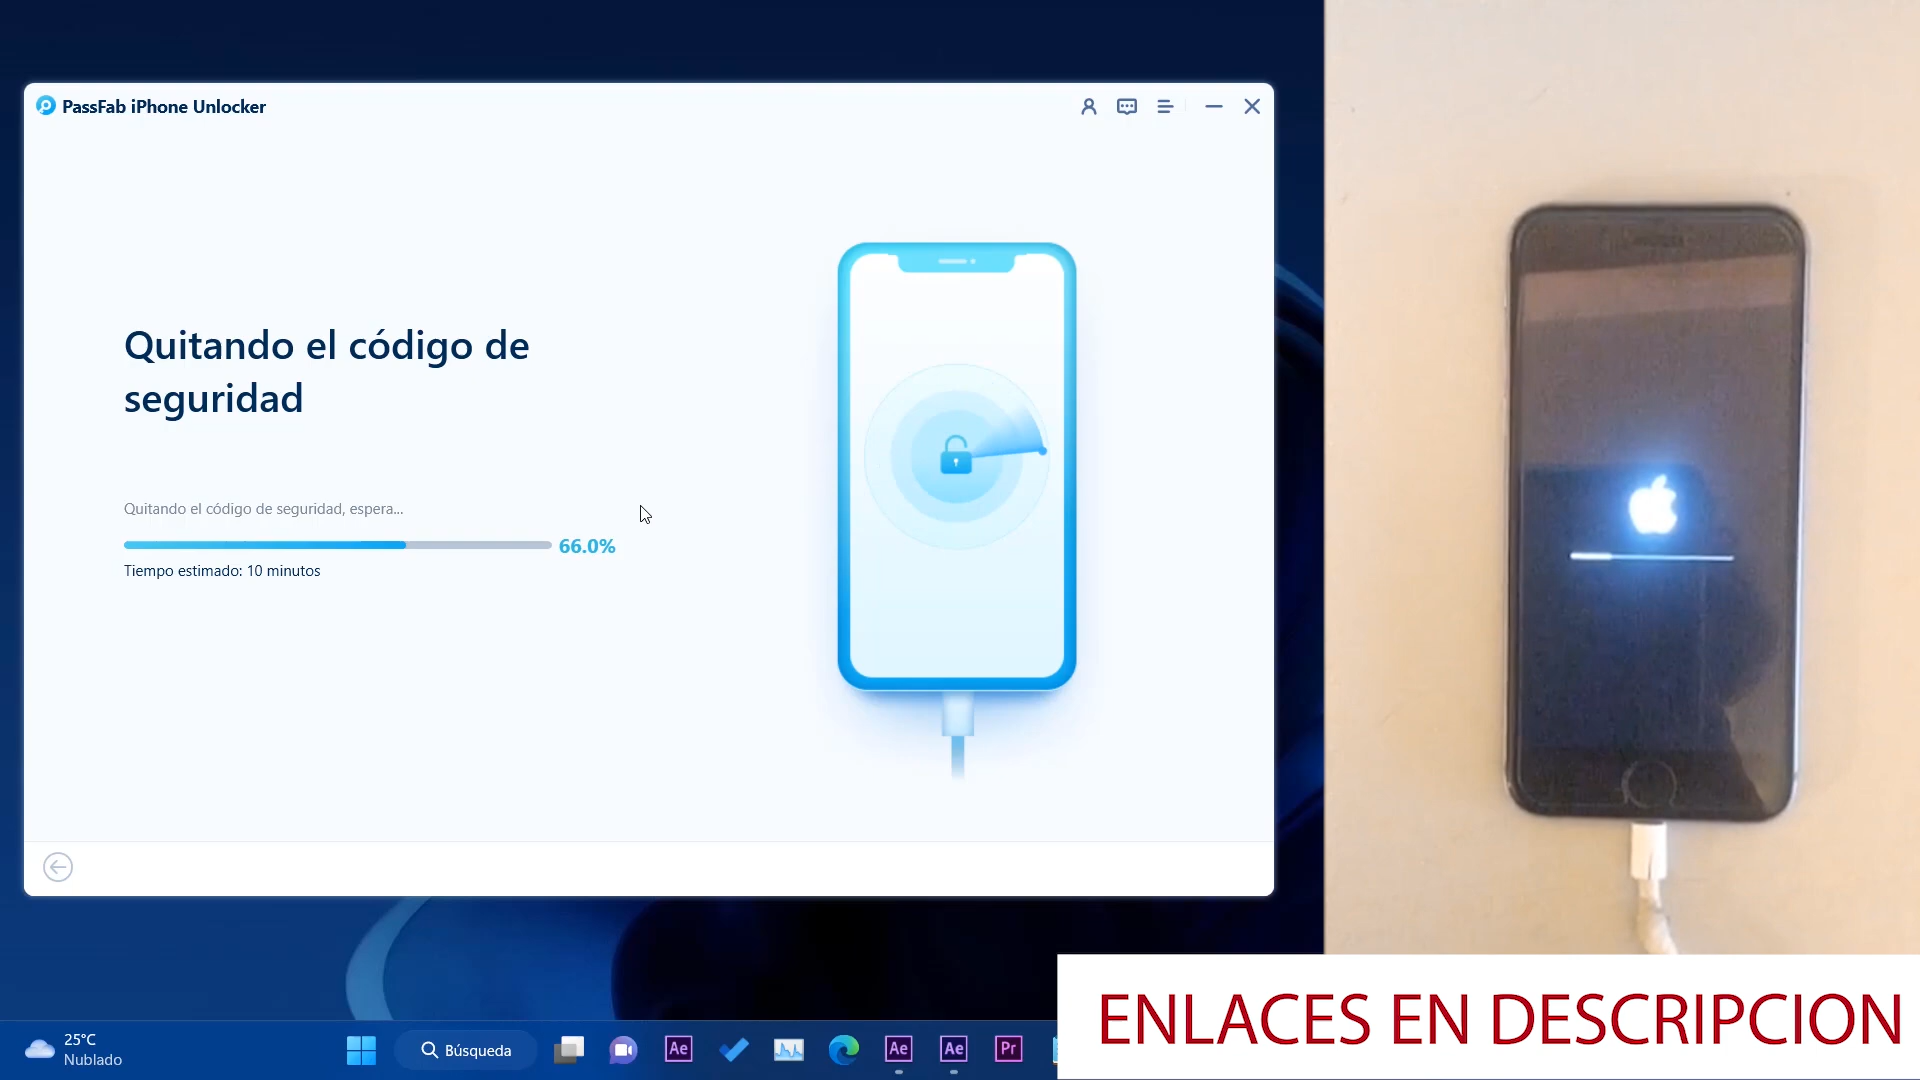 PassFab iPhone Unlocker
Quitando el código de
seguridad
Quitando el código de seguridad, espera...
66.0%
Tiempo estimado: 10 minutos
25°C
Nublado
Búsqueda
Ae
Ae
Ae
Pr
ENLACES EN DESCRIPCION